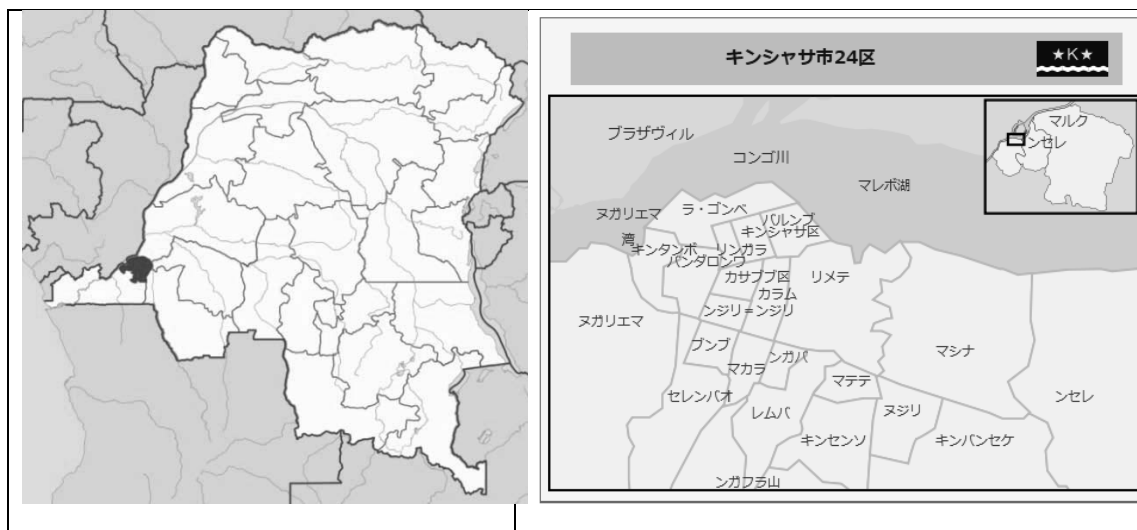 キンシャサ市24区
★K★
マルク
ンセレ
ブラザヴィル
コンゴ川
マレボ湖
ヌガリエマ
湾
ラ・ゴンベ
バルンブ
キンシャサ区
キンタンボ
リンガラ
バンダロンワ
カサブブ区
カラム
リメテ
ンジリ=ンジリ
ヌガリエマ
ブンブ
マカラ
ンガバ
マシナ
セレンバオ
マテテ
レムバ
ヌジリ
ンセレ
キンセンソ
キンバンセケ
ンガフラ山